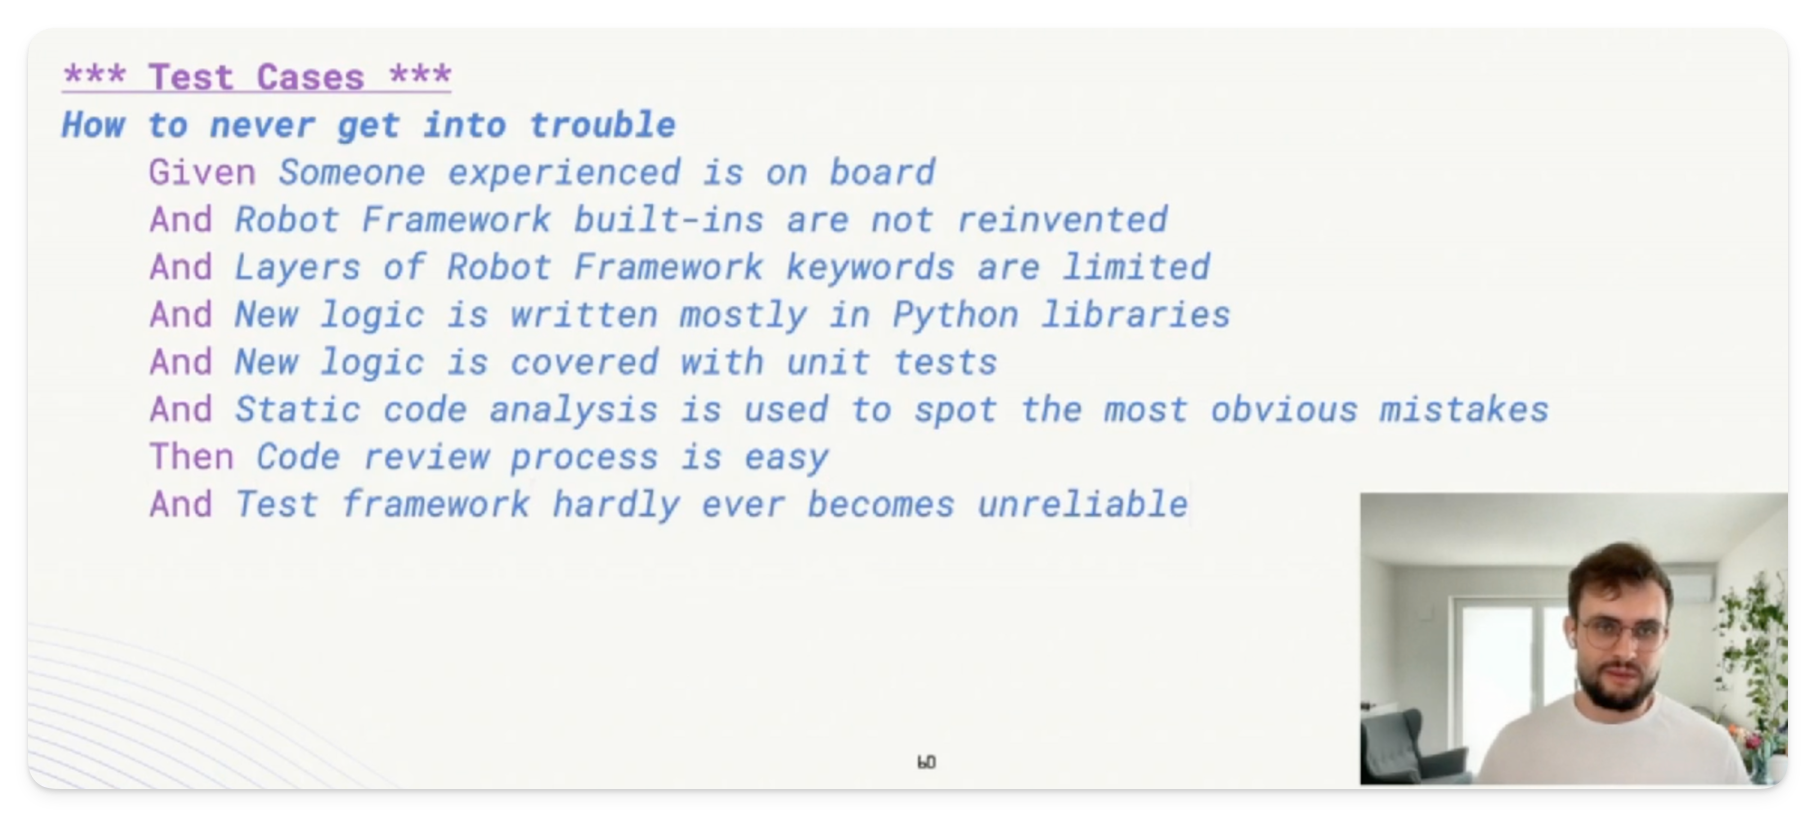 *** Test Cases ***
How to never get into trouble
Given Someone experienced is on board
And Robot Framework built-ins are not reinvented
And Layers of Robot Framework keywords are limited
And New logic is written mostly in Python libraries
And New logic is covered with unit tests
And Static code analysis is used to spot the most obvious mistakes
Then Code review process is easy
And Test framework hardly ever becomes unreliable